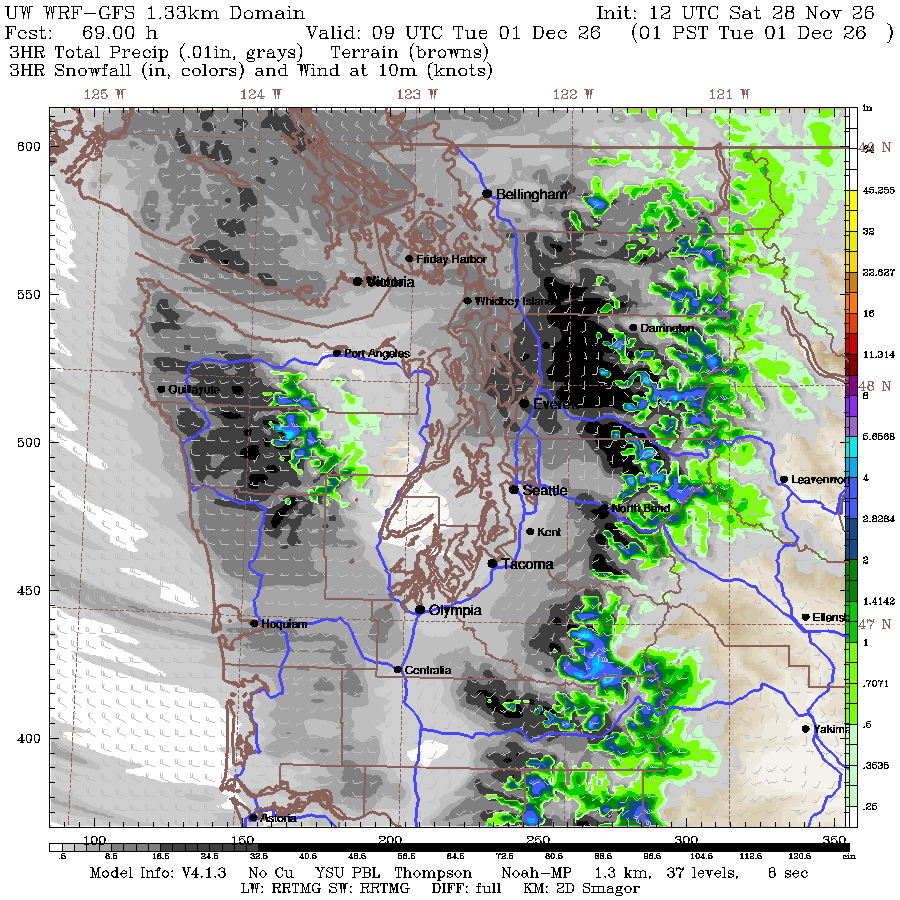 UW WRF-GFS 1.33km Domain Init: 12 UTC Sat 28 Nov 26
Fcst: 69.00 h Valid: 09 UTC Tue 01 Dec 26 (01 PST Tue 01 Dec 26 )
3HR Total Precip (.01in, grays) Terrain (browns)
3HR Snowfall (in, colors) and Wind at 10m (knots)
125 W 124 W 123 W 122 W 121 W
in
600
49 N
64
Bellingham
45.255
32
Friday Harbor
22.627
Victoria
550
Whidbey Island
16
Darrington
11.314
Port Angeles
48 N
Quillayute
8
Everett
500
5.6568
4
Leavenwor
Seattle
2.8284
North Bend
Kent
2
Tacoma
450
1.4142
Olympia
Ellens
47 N
Hoquiam
1
Centralia
.7071
.5
400
Yakim
.3535
.25
Astoria
100 150 200 250 300 350
.5 8.5 16.5 24.5 32.5 40.5 48.5 56.5 64.5 72.5 80.5 88.5 96.5 104.5 112.5 120.5 cin
Model Info: V4.1.3 No Cu YSU PBL Thompson Noah-MP 1.3 km, 37 levels, 8 sec
LW: RRTMG SW: RRTMG DIFF: full KM: 2D Smagor